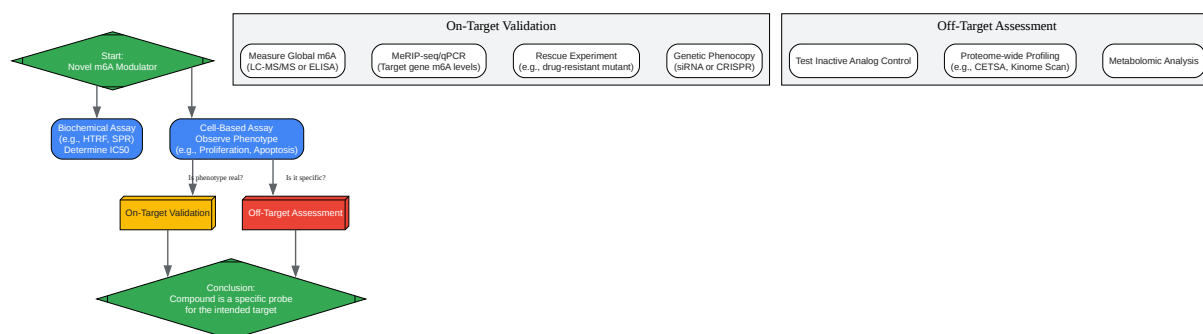 Start:
Novel m6A Modulator
Biochemical Assay
(e.g., HTRF, SPR)
Determine IC50
Cell-Based Assay
Observe Phenotype
(e.g., Proliferation, Apoptosis)
Is phenotype real?
Is it specific?
On-Target Validation
Off-Target Assessment
Conclusion:
Compound is a specific probe
for the intended target
On-Target Validation
Measure Global m6A
(LC-MS/MS or ELISA)
MeRIP-seq/qPCR
(Target gene m6A levels)
Rescue Experiment
(e.g., drug-resistant mutant)
Genetic Phenocopy
(siRNA or CRISPR)
Off-Target Assessment
Test Inactive Analog Control
Proteome-wide Profiling
(e.g., CETSA, Kinome Scan)
Metabolomic Analysis